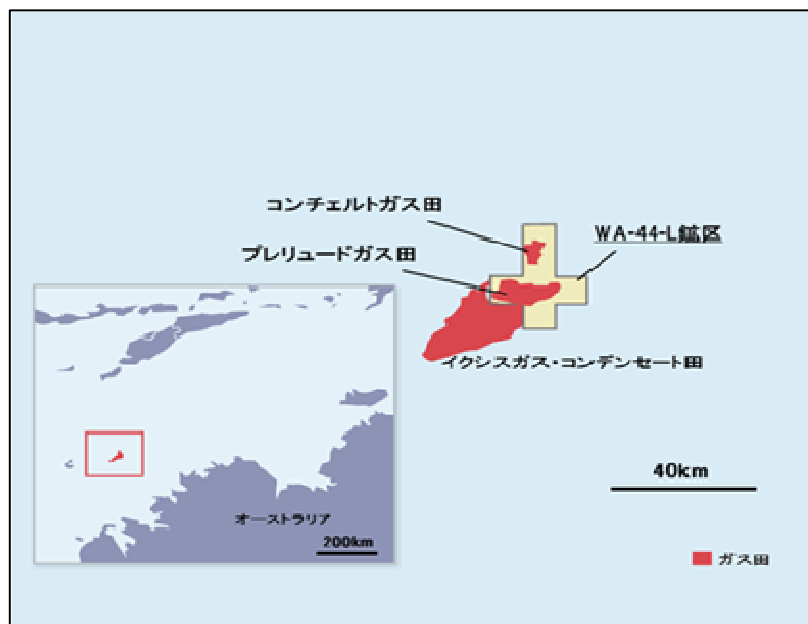 コンチェルトガス田
プレリュードガス田
WA-44-L鉱区
イクシスガス・コンデンセート田
オーストラリア
200km
40km
ガス田